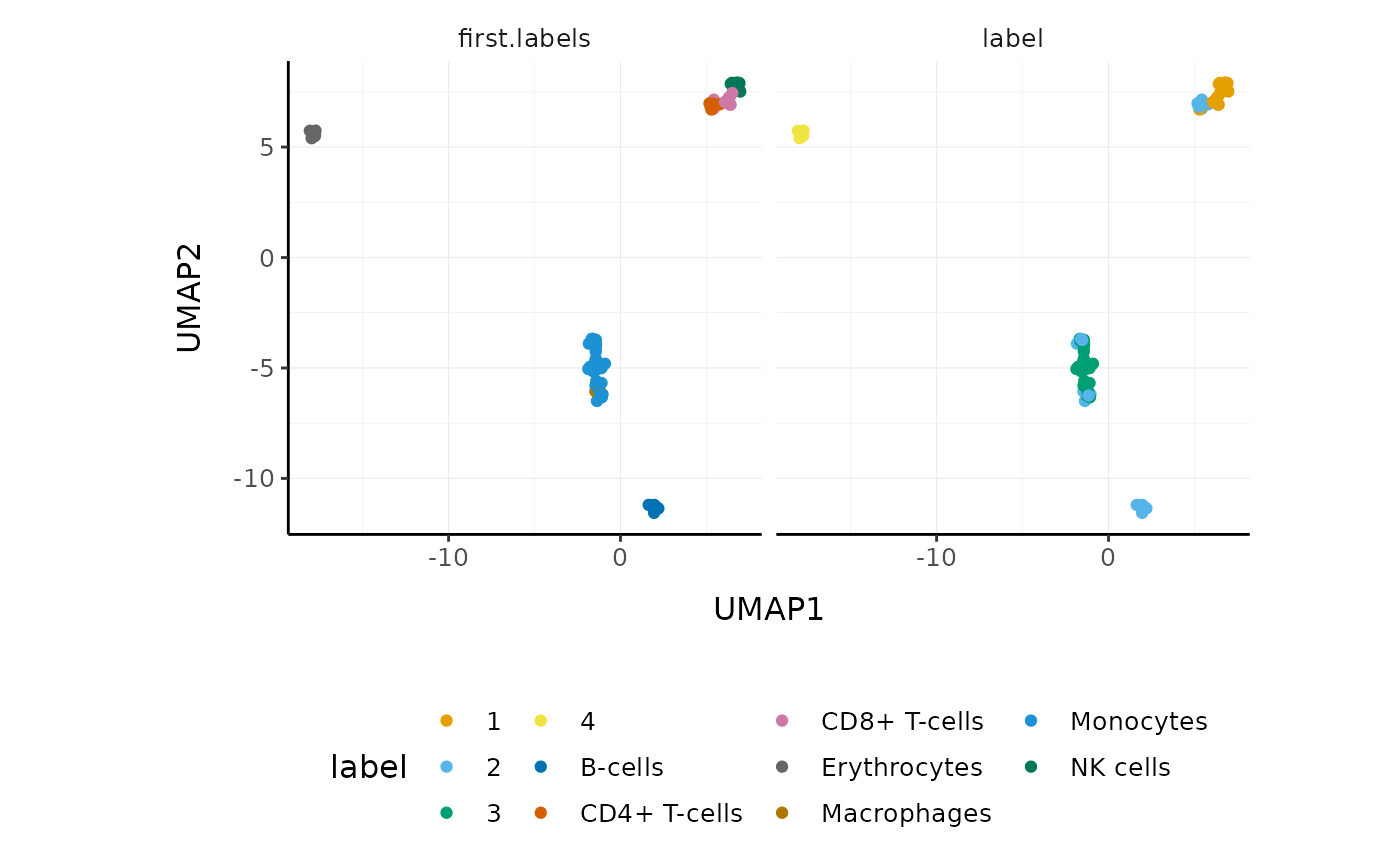 first.labels label
5
0
-5
-10
UMAP2
-10 0 -10 0
UMAP1
1 4 CD8+ T-cells Monocytes
label 2 B-cells Erythrocytes NK cells
3 CD4+ T-cells Macrophages